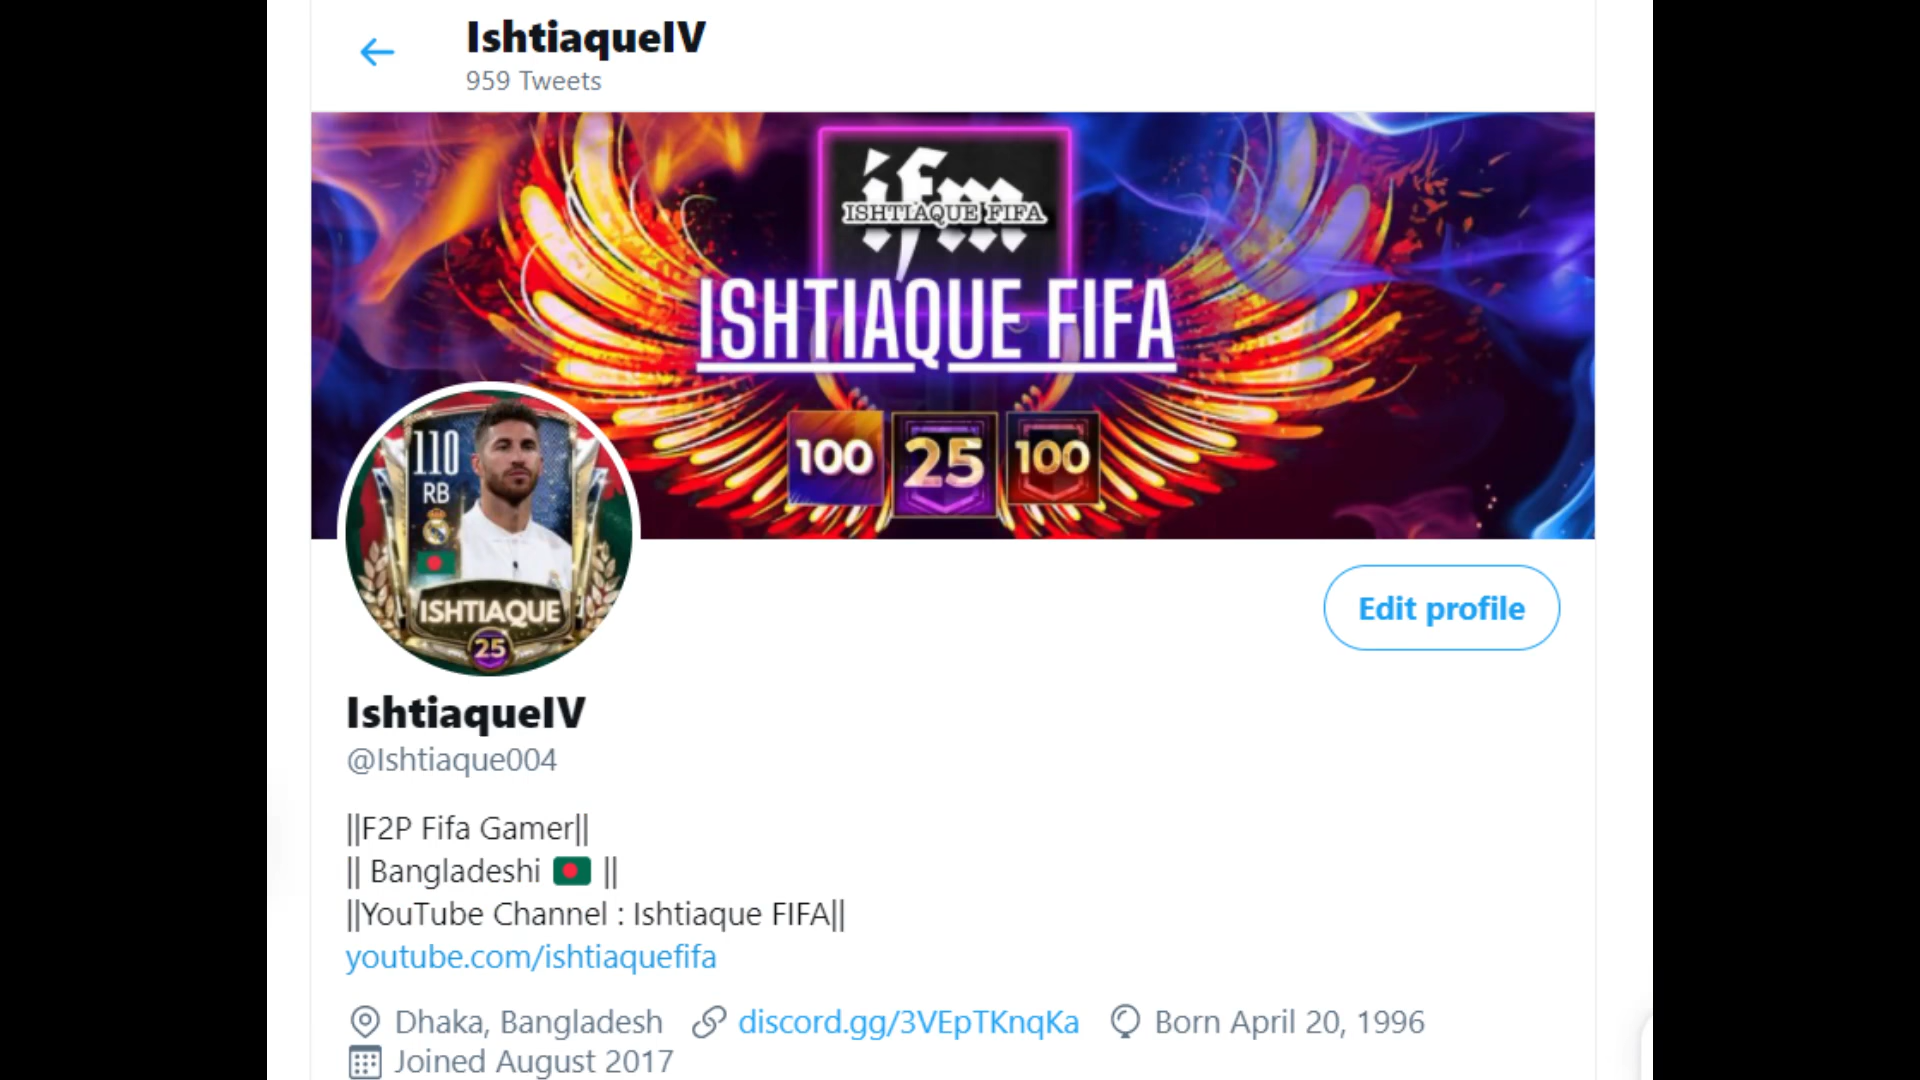 IshtiaqueIV
959 Tweets
ifm
ISHTIAQUE FIFA
ISHTIAQUE FIFA
100 25 100
110
RB
ISHTIAQUE
25
Edit profile
IshtiaqueIV
@Ishtiaque004
||F2P Fifa Gamer||
|| Bangladeshi 🇧🇩 ||
||YouTube Channel : Ishtiaque FIFA||
youtube.com/ishtiaquefifa
Dhaka, Bangladesh discord.gg/3VEpTKnqKa Born April 20, 1996
Joined August 2017